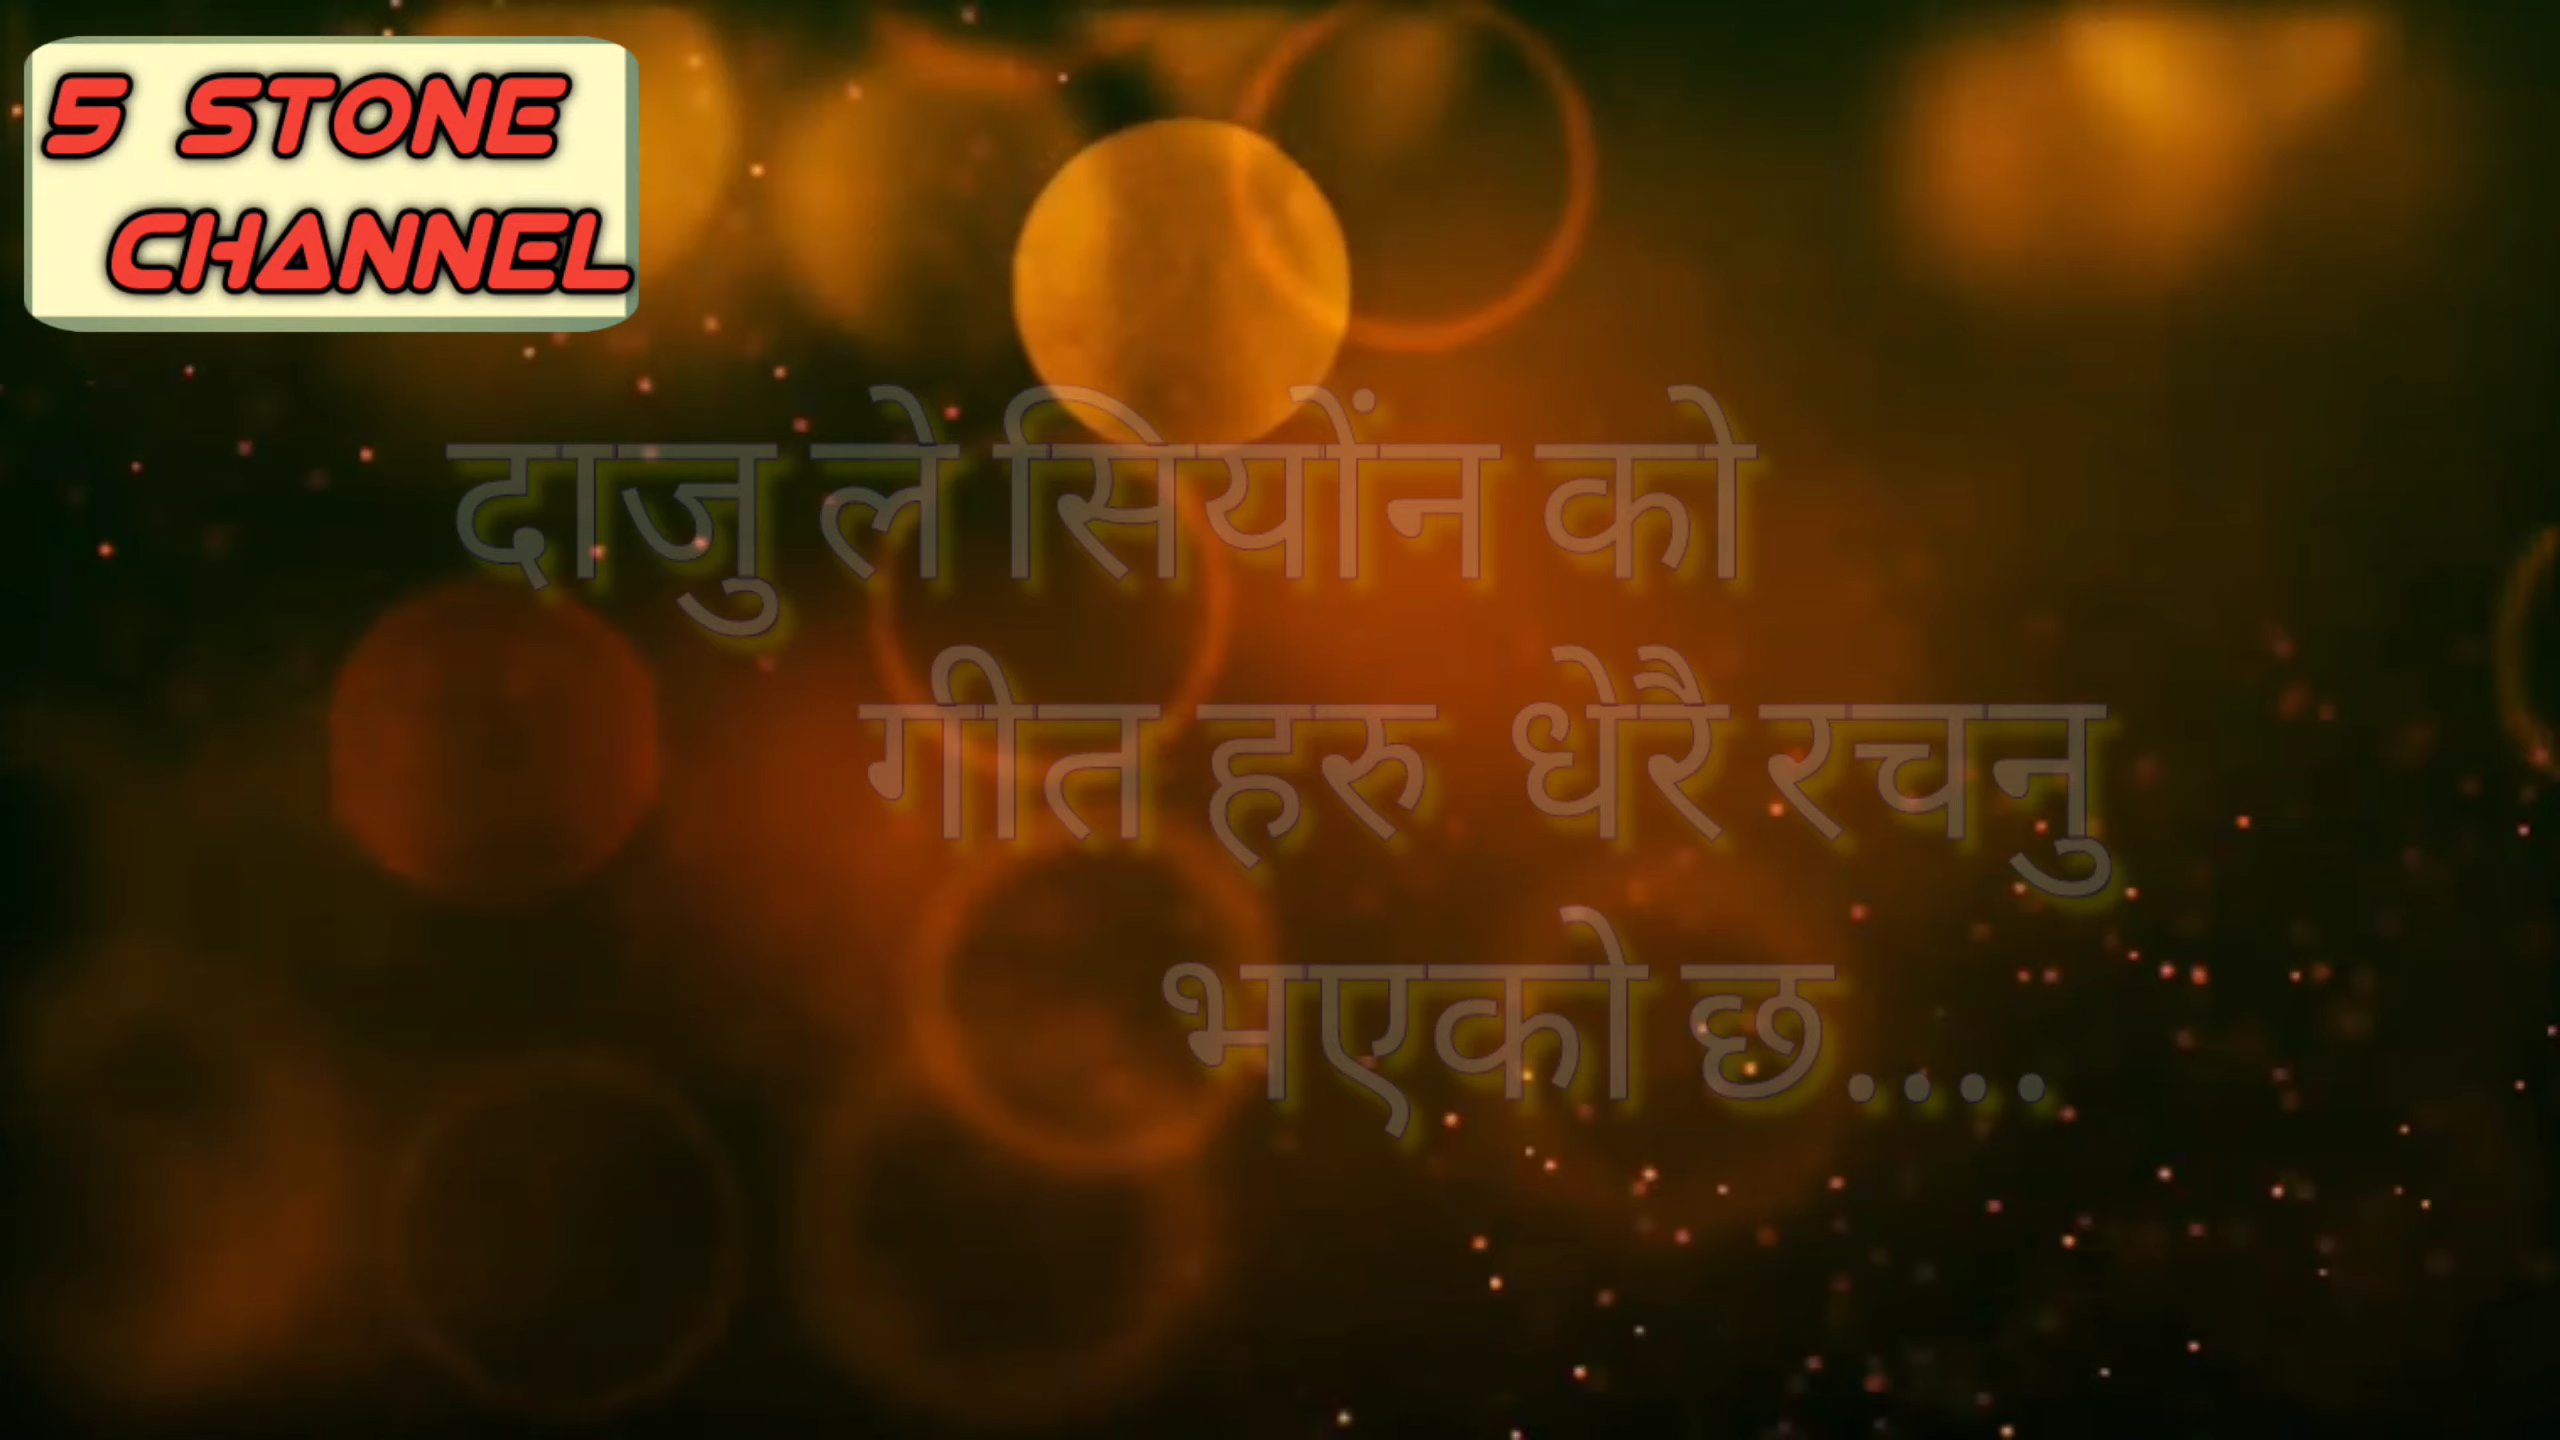 5 STONE
CHANNEL
दाजु ले सियोंन को
गीत हरु धेरै रचनु
भएको छ....